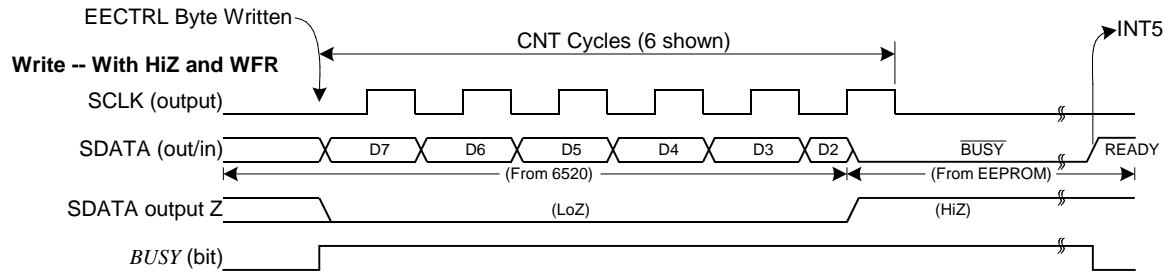 EECTRL Byte Written
INT5
CNT Cycles (6 shown)
Write -- With HiZ and WFR
SCLK (output)
SDATA (out/in) D7 D6 D5 D4 D3 D2 BUSY READY
(From 6520) (From EEPROM)
SDATA output Z (LoZ) (HiZ)
BUSY (bit)